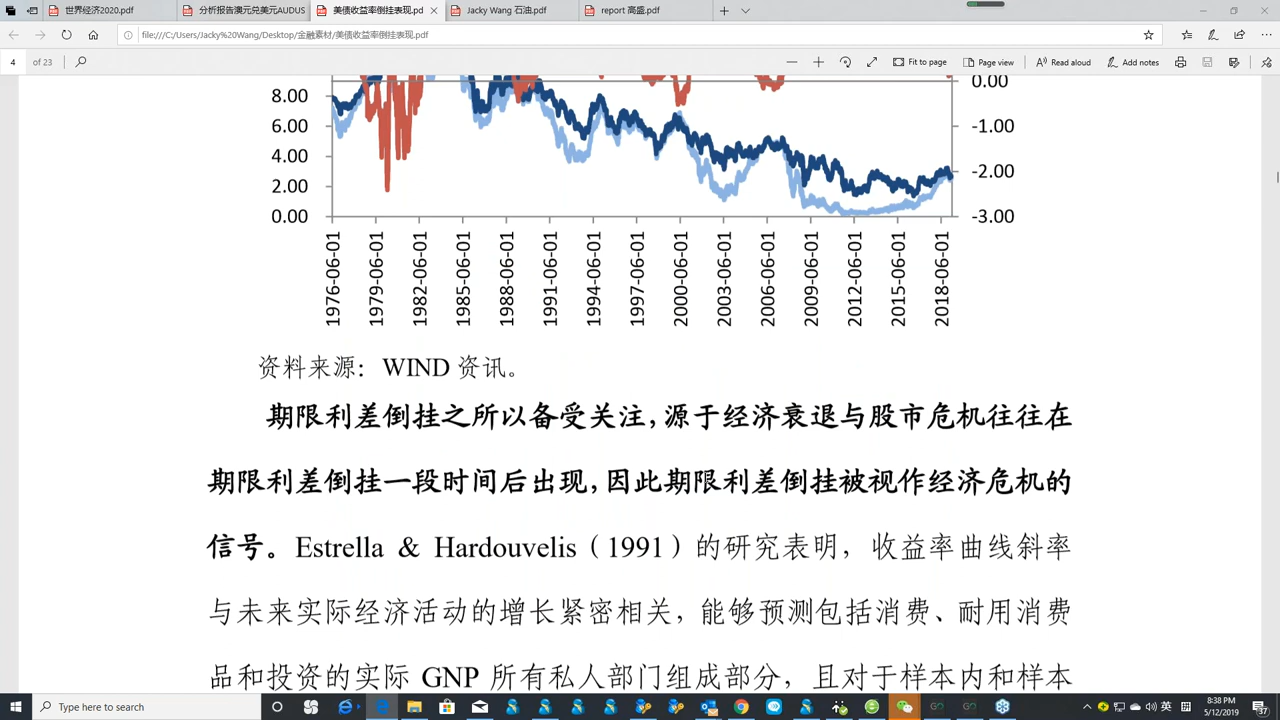 世界经济2020.pdf
分析报告澳元兑美元AUDUS
美债收益率倒挂表现.pd
Jacky Wang 石油.pdf
report 高盛.pdf
file:///C:/Users/Jacky%20Wang/Desktop/金融素材/美债收益率倒挂表现.pdf
4 of 23
Fit to page
Page view
Read aloud
Add notes
0.00
8.00
6.00 -1.00
4.00
-2.00
2.00
0.00 -3.00
1976-06-01
1979-06-01
1982-06-01
1985-06-01
1988-06-01
1991-06-01
1994-06-01
1997-06-01
2000-06-01
2003-06-01
2006-06-01
2009-06-01
2012-06-01
2015-06-01
2018-06-01
资料来源：WIND 资讯。
期限利差倒挂之所以备受关注，源于经济衰退与股市危机往往在
期限利差倒挂一段时间后出现，因此期限利差倒挂被视作经济危机的
信号。Estrella & Hardouvelis（1991）的研究表明，收益率曲线斜率
与未来实际经济活动的增长紧密相关，能够预测包括消费、耐用消费
品和投资的实际 GNP 所有私人部门组成部分，且对于样本内和样本
Type here to search
英
8:38 PM
5/12/2019